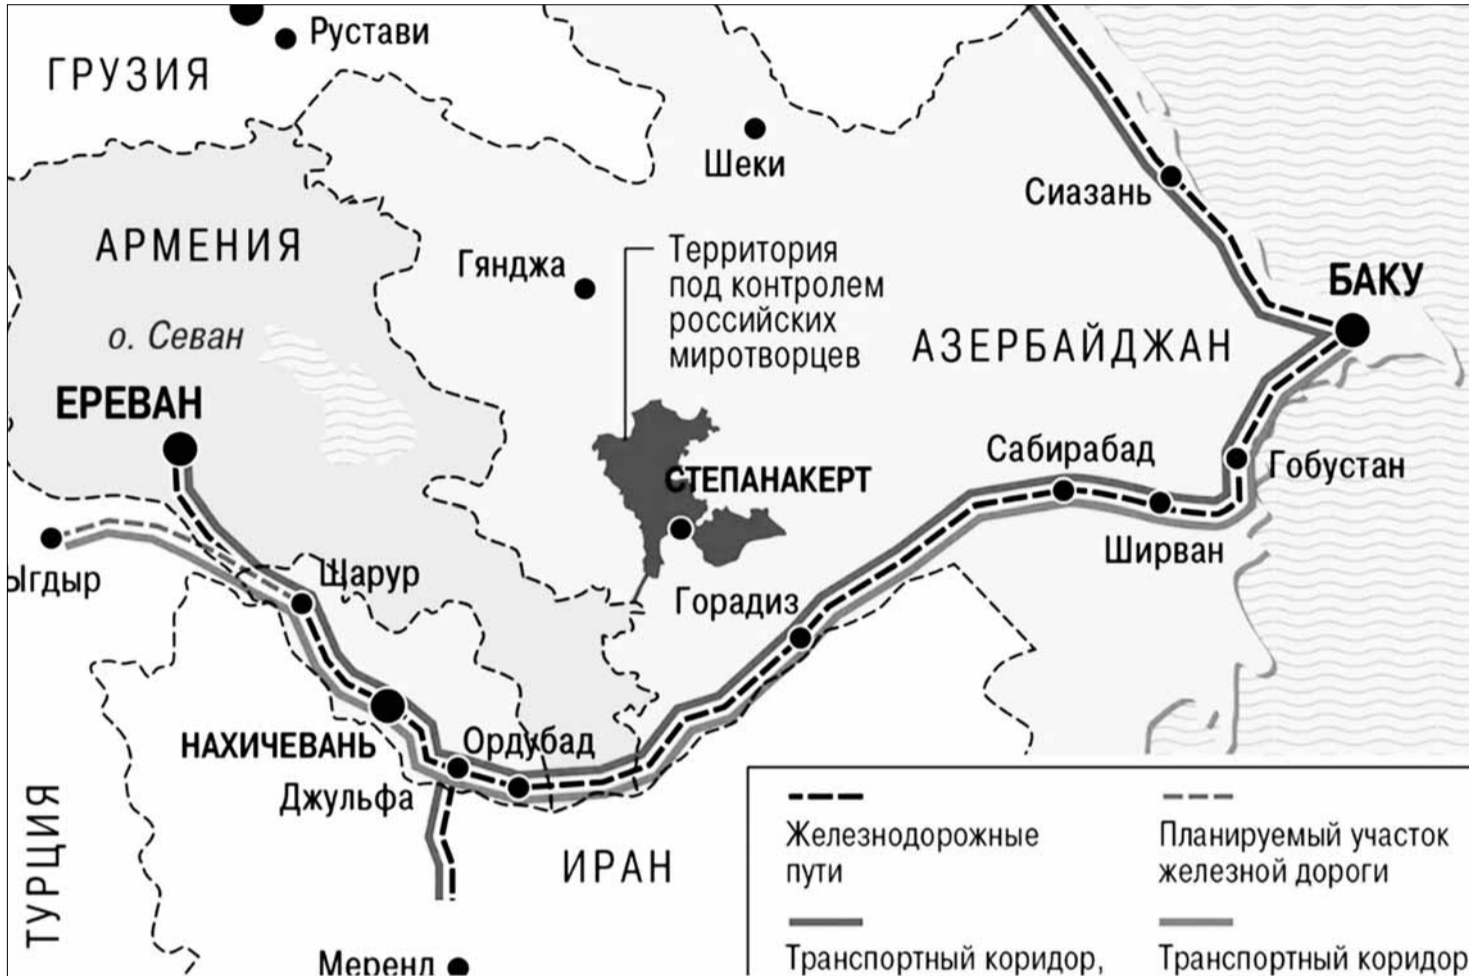 Рустави
ГРУЗИЯ
Шеки
Сиазань
АРМЕНИЯ
Гянджа
Территория
под контролем
российских
миротворцев
БАКУ
о. Севан
АЗЕРБАЙДЖАН
ЕРЕВАН
Сабирабад
Гобустан
СТЕПАНАКЕРТ
Ширван
ыгдыр
Шарур
Горадиз
НАХИЧЕВАНЬ
Ордубад
Джульфа
ТУРЦИЯ
ИРАН
Железнодорожные
пути
Планируемый участок
железной дороги
Транспортный коридор,
Транспортный коридор
Меренд